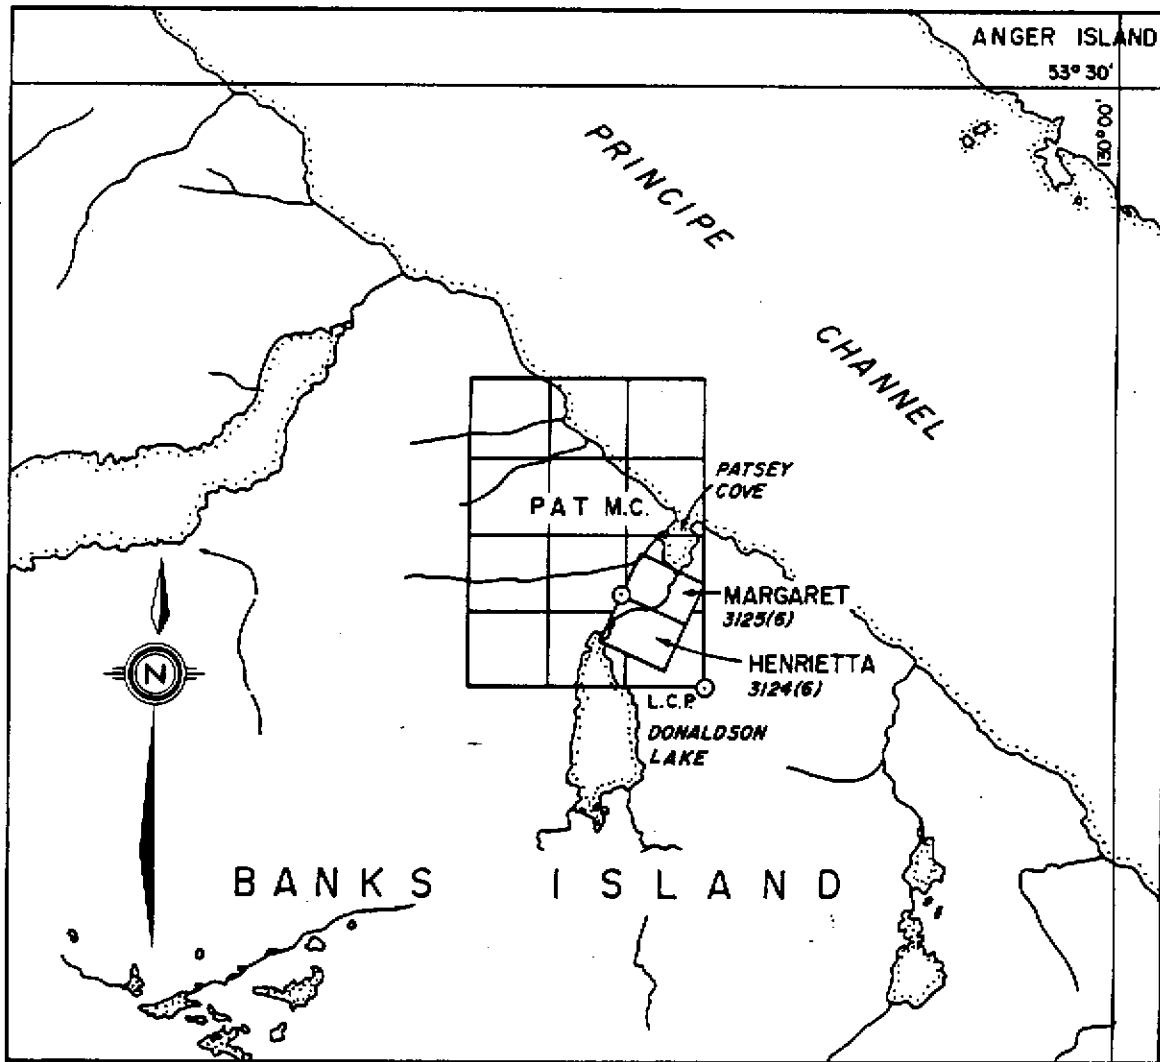 ANGER ISLAND
53° 30'
130° 00'
PRINCIPE
CHANNEL
PATSEY
COVE
PAT M.C.
MARGARET
3125(6)
HENRIETTA
3124(6)
L.C.P.
DONALDSON
LAKE
N
BANKS ISLAND